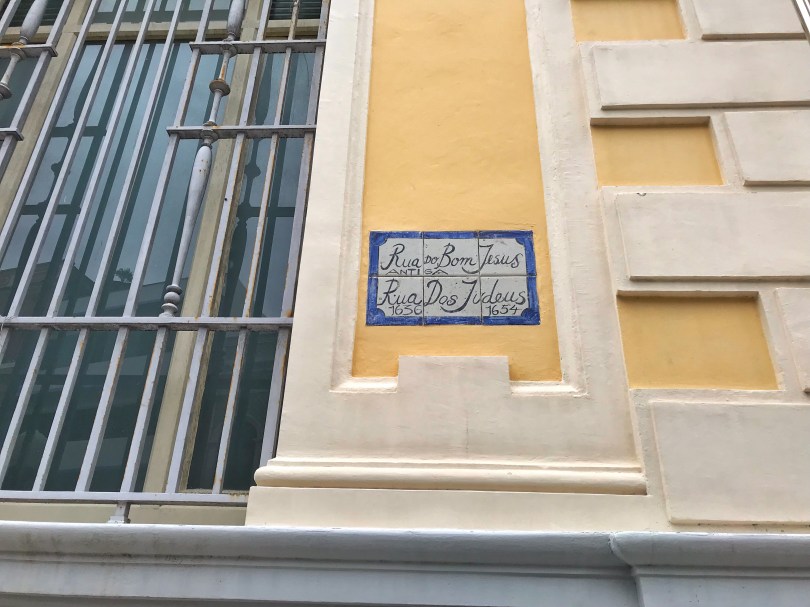 Rua do Bom Jesus
ANTIGA
Rua Dos Judeus
1636 1654